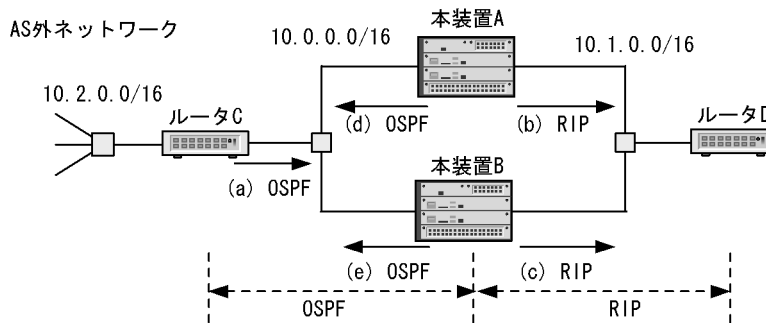 AS外ネットワーク
本装置A
10.0.0.0/16
10.1.0.0/16
10.2.0.0/16
ルータC
ルータD
(d) OSPF
(b) RIP
(a) OSPF
本装置B
(e) OSPF
(c) RIP
OSPF
RIP